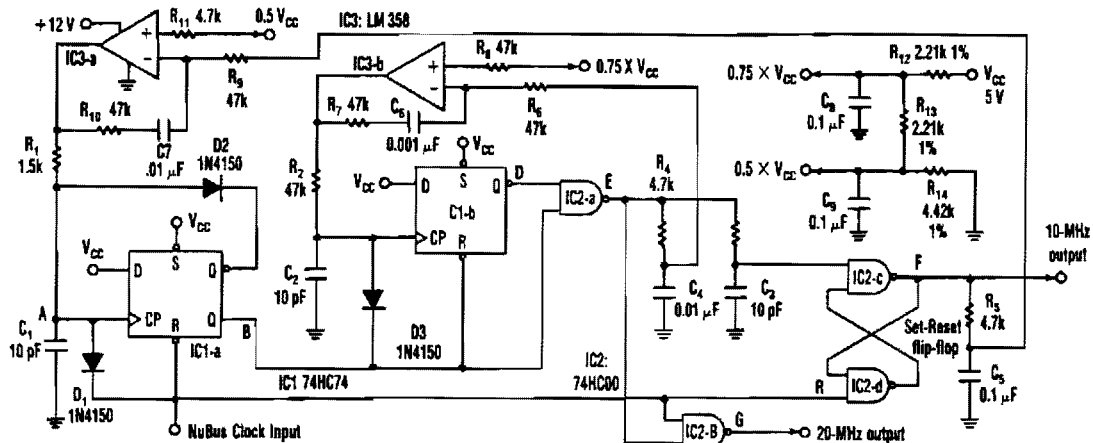 +12 V
R11 4.7k
0.5 VCC
IC3: LM 358
IC3-a
+
−
R9
47k
R10 47k
C7
.01 µF
R1
1.5k
D2
1N4150
IC3-b
+
−
R8 47k
0.75 X VCC
R7 47k
C6
0.001 µF
R6
47k
R2
47k
VCC
VCC
D
S
Q
C1-b
CP
R
D
IC2-a
E
R4
4.7k
0.75 × VCC
C8
0.1 µF
R12 2.21k 1%
VCC
5 V
R13
2.21k
1%
0.5 × VCC
C9
0.1 µF
R14
4.42k
1%
VCC
VCC
D
S
Q
CP
R
Q
IC1-a
A
B
C1
10 pF
D1
1N4150
C2
10 pF
D3
1N4150
C4
0.01 µF
C3
10 pF
IC2-c
F
10-MHz
output
R5
4.7k
Set-Reset
flip-flop
R
IC2-d
C5
0.1 µF
IC1 74HC74
IC2:
74HC00
NuBus Clock Input
IC2-B
G
20-MHz output